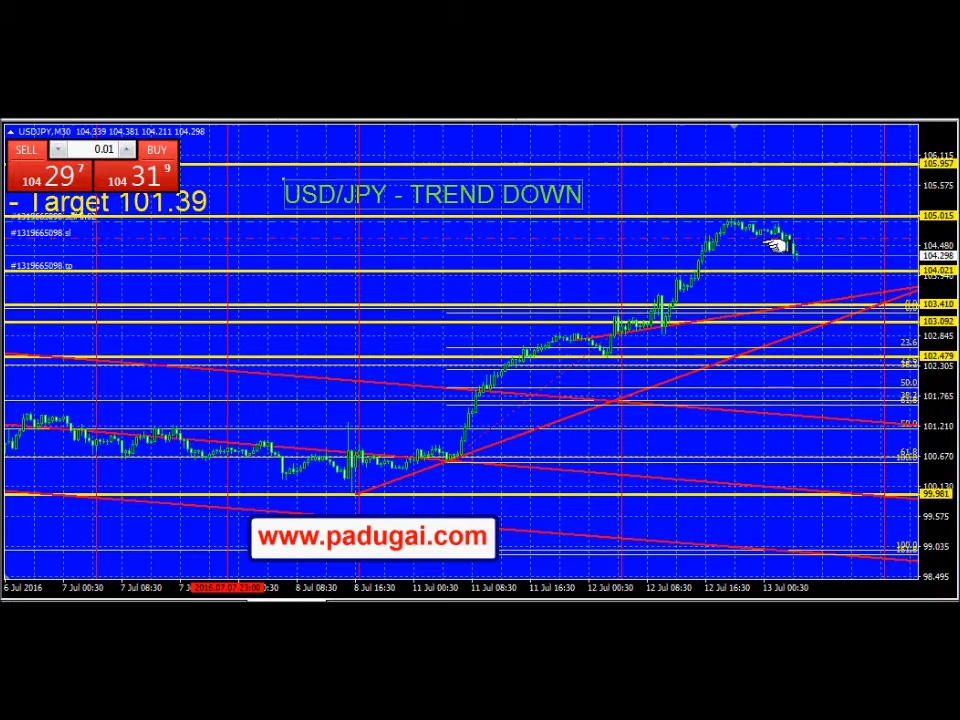 USDJPY,M30 104.339 104.381 104.211 104.298
SELL 0.01 BUY
104 29 7 104 31 9
- Target 101.39
USD/JPY - TREND DOWN
#1319665098 sl
#1319665098 tp
106.115
105.957
105.575
105.015
104.480
104.298
104.021
103.410
103.092
102.845
23.6
102.479
102.305
50.0
101.765
101.210
100.670
100.130
99.981
99.575
99.035
98.495
www.padugai.com
6 Jul 2016 7 Jul 00:30 7 Jul 08:30 2016.07.07 23:00 8 Jul 08:30 8 Jul 16:30 11 Jul 00:30 11 Jul 08:30 11 Jul 16:30 12 Jul 00:30 12 Jul 08:30 12 Jul 16:30 13 Jul 00:30